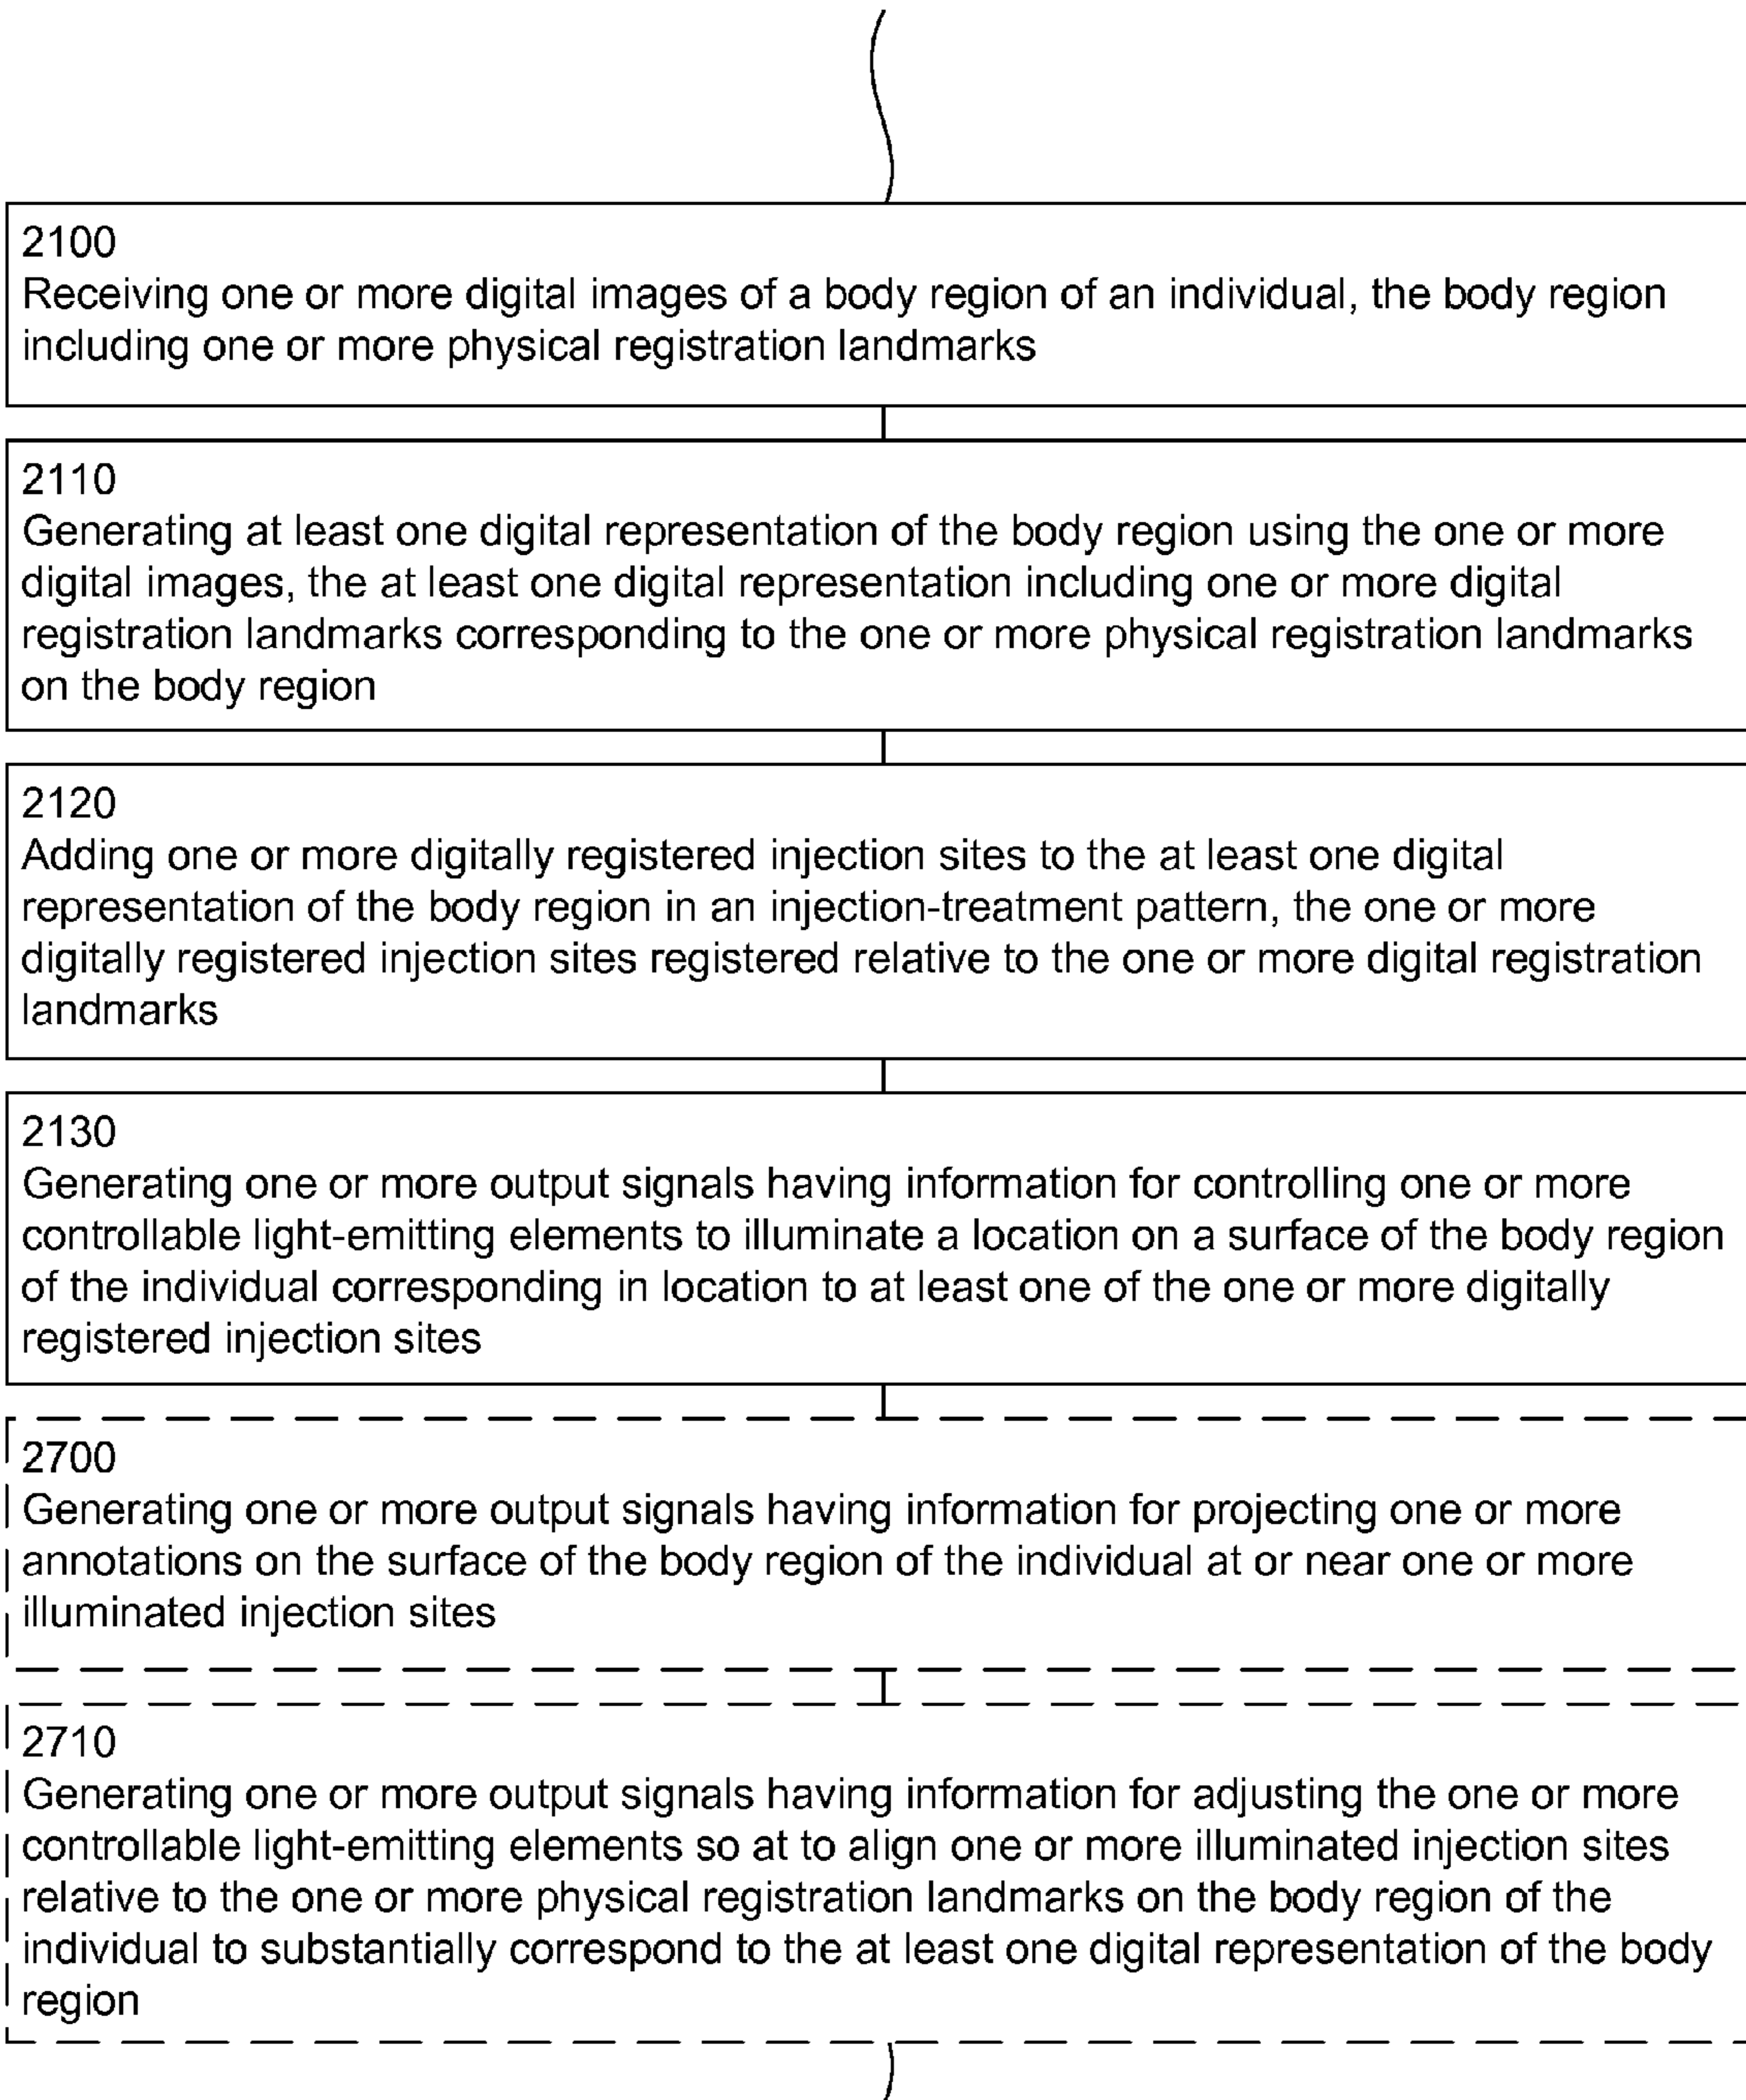 2100
Receiving one or more digital images of a body region of an individual, the body region
including one or more physical registration landmarks
2110
Generating at least one digital representation of the body region using the one or more
digital images, the at least one digital representation including one or more digital
registration landmarks corresponding to the one or more physical registration landmarks
on the body region
2120
Adding one or more digitally registered injection sites to the at least one digital
representation of the body region in an injection-treatment pattern, the one or more
digitally registered injection sites registered relative to the one or more digital registration
landmarks
2130
Generating one or more output signals having information for controlling one or more
controllable light-emitting elements to illuminate a location on a surface of the body region
of the individual corresponding in location to at least one of the one or more digitally
registered injection sites
2700
Generating one or more output signals having information for projecting one or more
annotations on the surface of the body region of the individual at or near one or more
illuminated injection sites
2710
Generating one or more output signals having information for adjusting the one or more
controllable light-emitting elements so at to align one or more illuminated injection sites
relative to the one or more physical registration landmarks on the body region of the
individual to substantially correspond to the at least one digital representation of the body
region